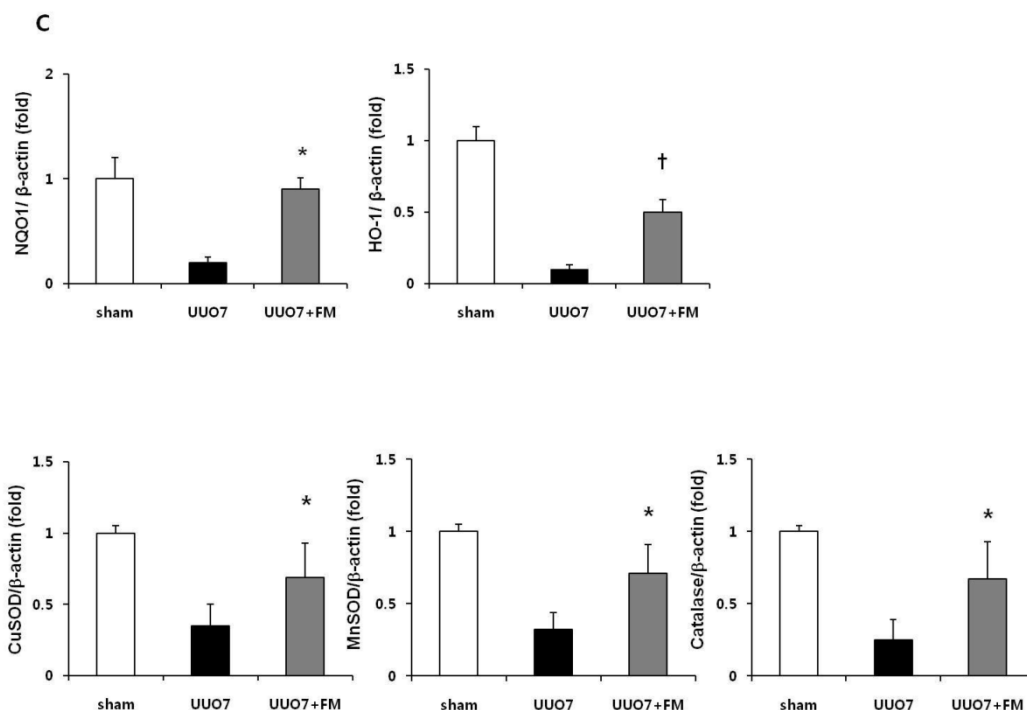 C
NQO1/ β-actin (fold)
2
1
0
sham UUO7 UUO7+FM
*
HO-1/ β-actin (fold)
1.5
1
0.5
0
sham UUO7 UUO7+FM
†
CuSOD/β-actin (fold)
1.5
1
0.5
0
sham UUO7 UUO7+FM
*
MnSOD/β-actin (fold)
1.5
1
0.5
0
sham UUO7 UUO7+FM
*
Catalase/β-actin (fold)
1.5
1
0.5
0
sham UUO7 UUO7+FM
*